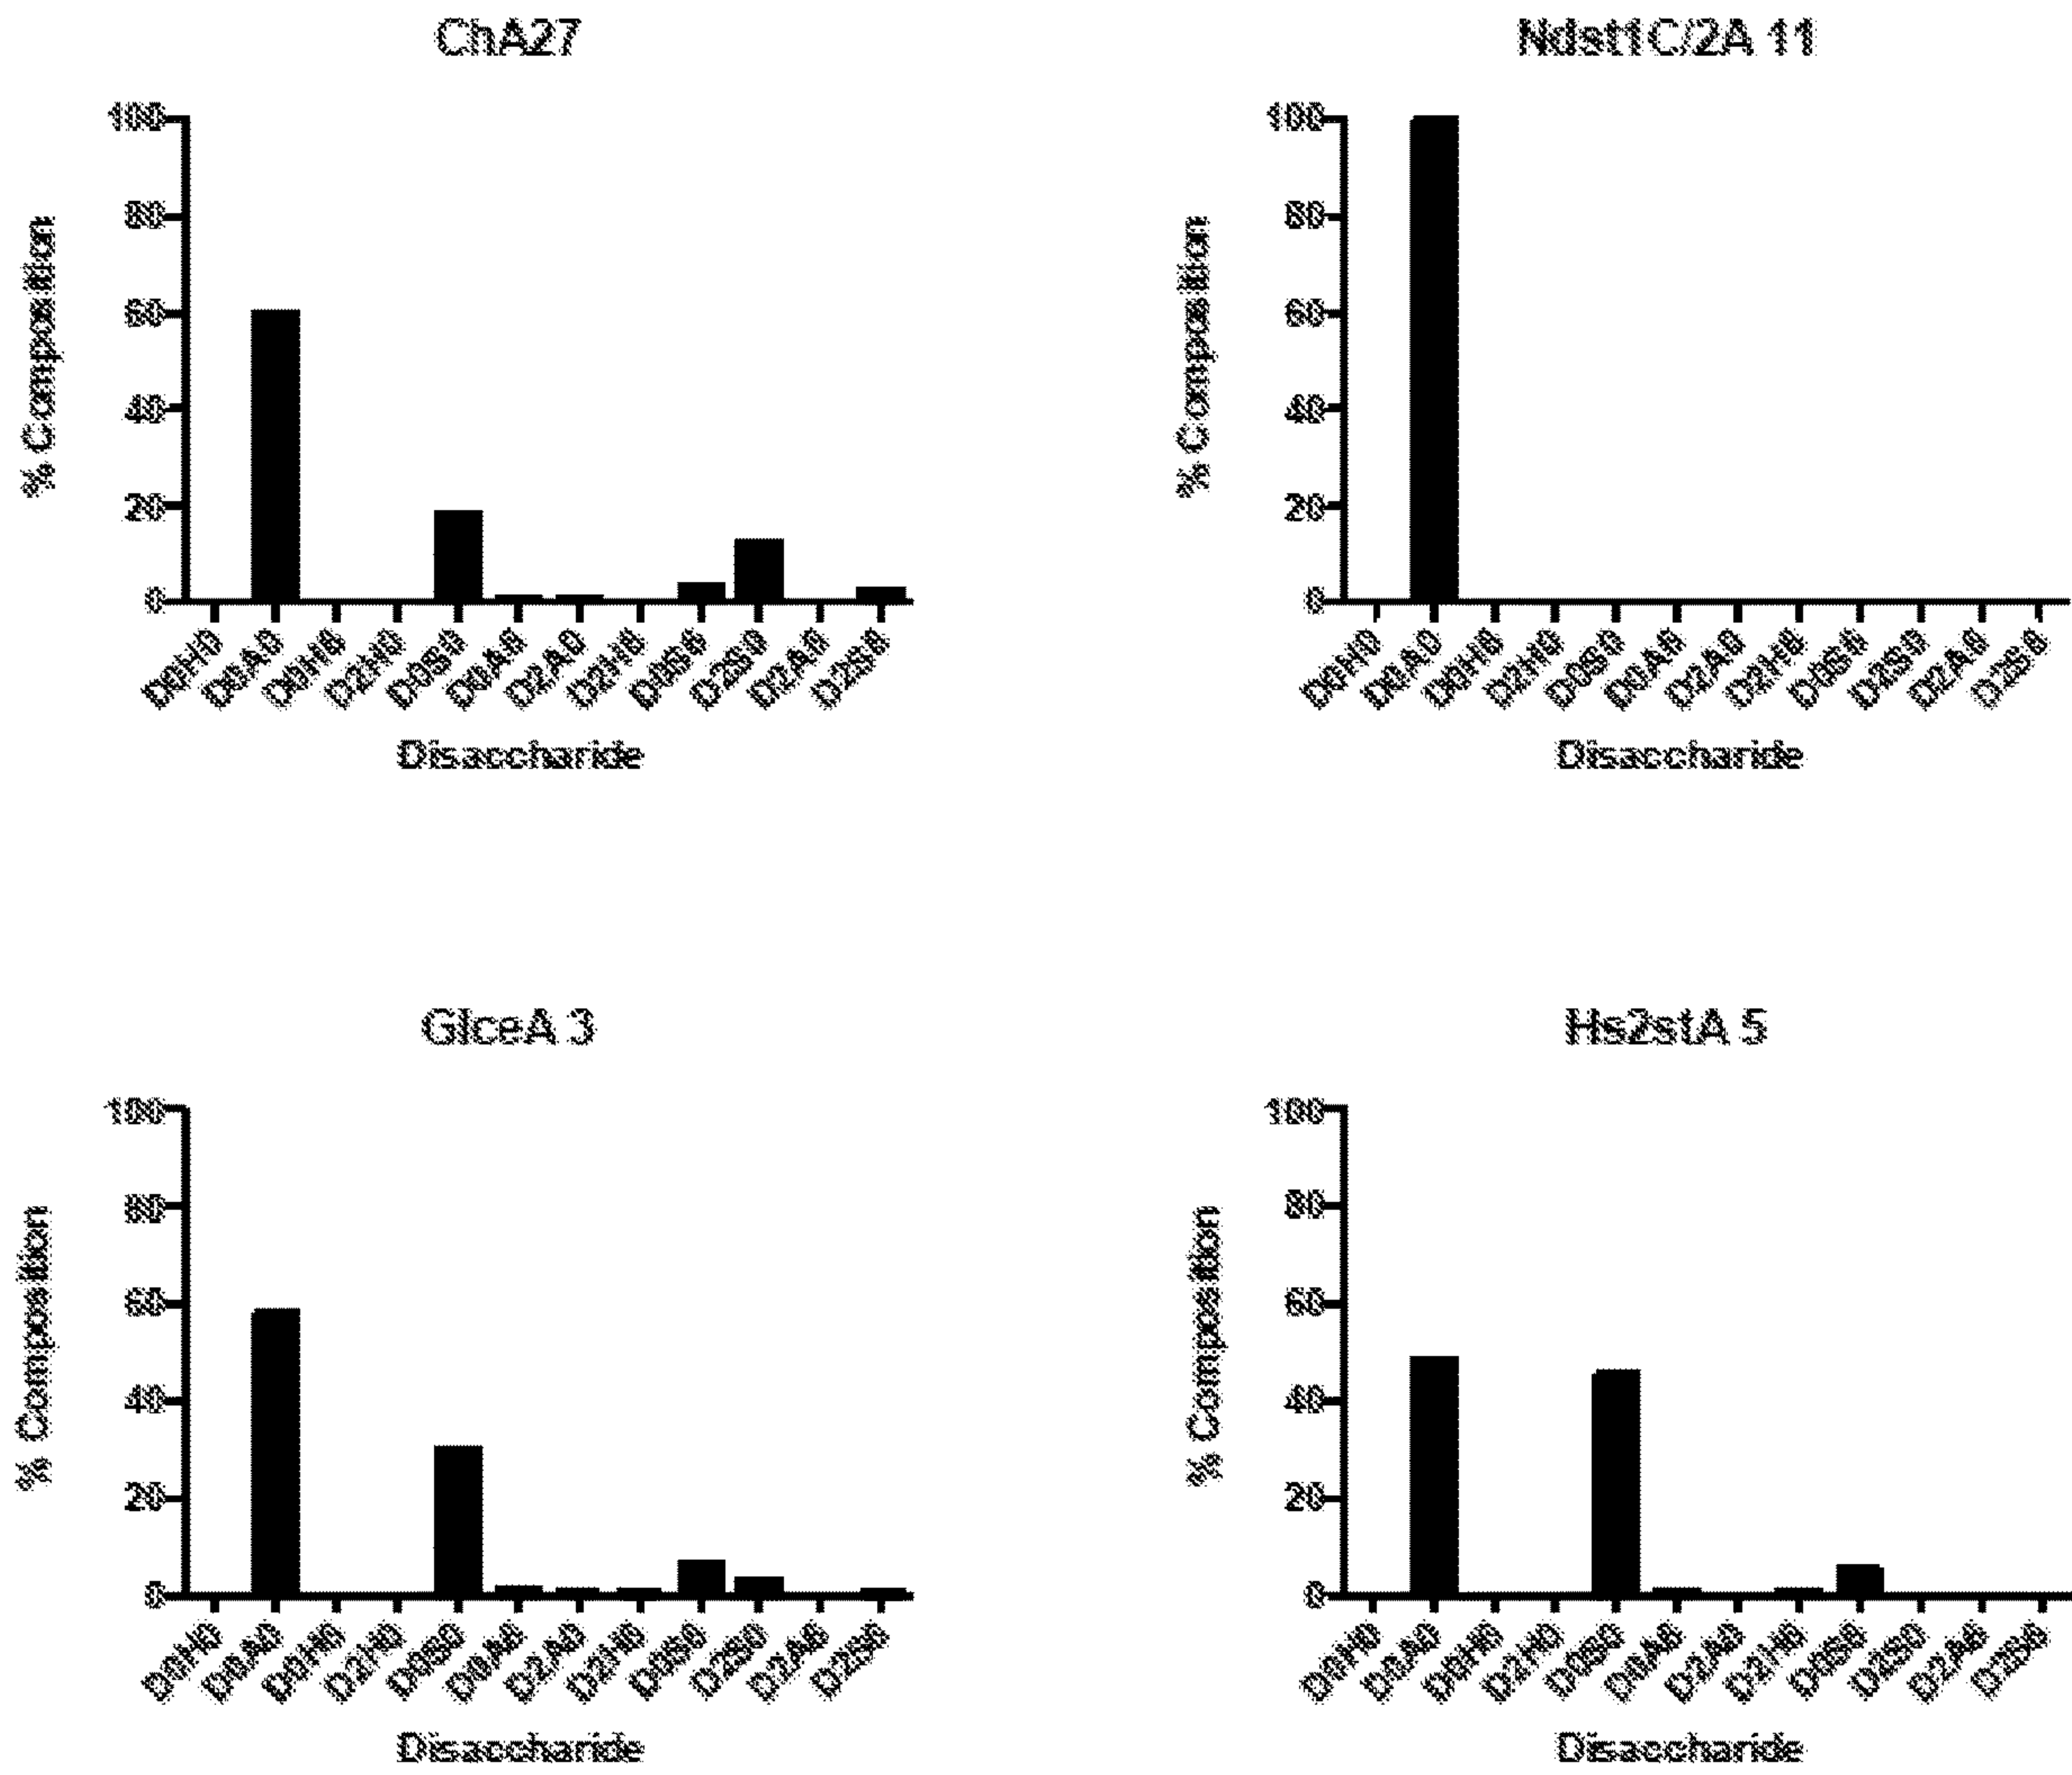 ChA27
% Composition
100
80
60
40
20
0
D0H0 D0A0 D0H6 D2H0 D0S0 D0A6 D2A0 D2H6 D0S6 D2S0 D2A6 D2S6
Disaccharide
Ndst1C/2A 11
% Composition
100
80
60
40
20
0
D0H0 D0A0 D0H6 D2H0 D0S0 D0A6 D2A0 D2H6 D0S6 D2S0 D2A6 D2S6
Disaccharide
GlceA 3
% Composition
100
80
60
40
20
0
D0H0 D0A0 D0H6 D2H0 D0S0 D0A6 D2A0 D2H6 D0S6 D2S0 D2A6 D2S6
Disaccharide
Hs2stA 5
% Composition
100
80
60
40
20
0
D0H0 D0A0 D0H6 D2H0 D0S0 D0A6 D2A0 D2H6 D0S6 D2S0 D2A6 D2S6
Disaccharide